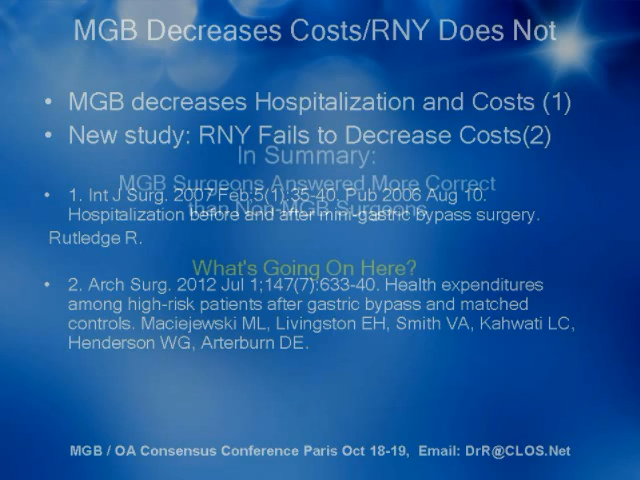 MGB Decreases Costs/RNY Does Not
• MGB decreases Hospitalization and Costs (1)
• New study: RNY Fails to Decrease Costs(2)
In Summary:
MGB Surgeons Answered More Correct
than Non-MGB Surgeons
• 1. Int J Surg. 2007 Feb;5(1):35-40. Pub 2006 Aug 10.
Hospitalization before and after mini-gastric bypass surgery.
Rutledge R.
What's Going On Here?
• 2. Arch Surg. 2012 Jul 1;147(7):633-40. Health expenditures
among high-risk patients after gastric bypass and matched
controls. Maciejewski ML, Livingston EH, Smith VA, Kahwati LC,
Henderson WG, Arterburn DE.
MGB / OA Consensus Conference Paris Oct 18-19, Email: DrR@CLOS.Net